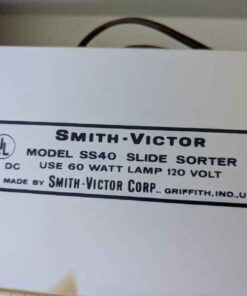 SMITH-VICTOR
UL MODEL SS40 SLIDE SORTER
DC USE 60 WATT LAMP 120 VOLT
MADE BY SMITH-VICTOR CORP., GRIFFITH, IND., U